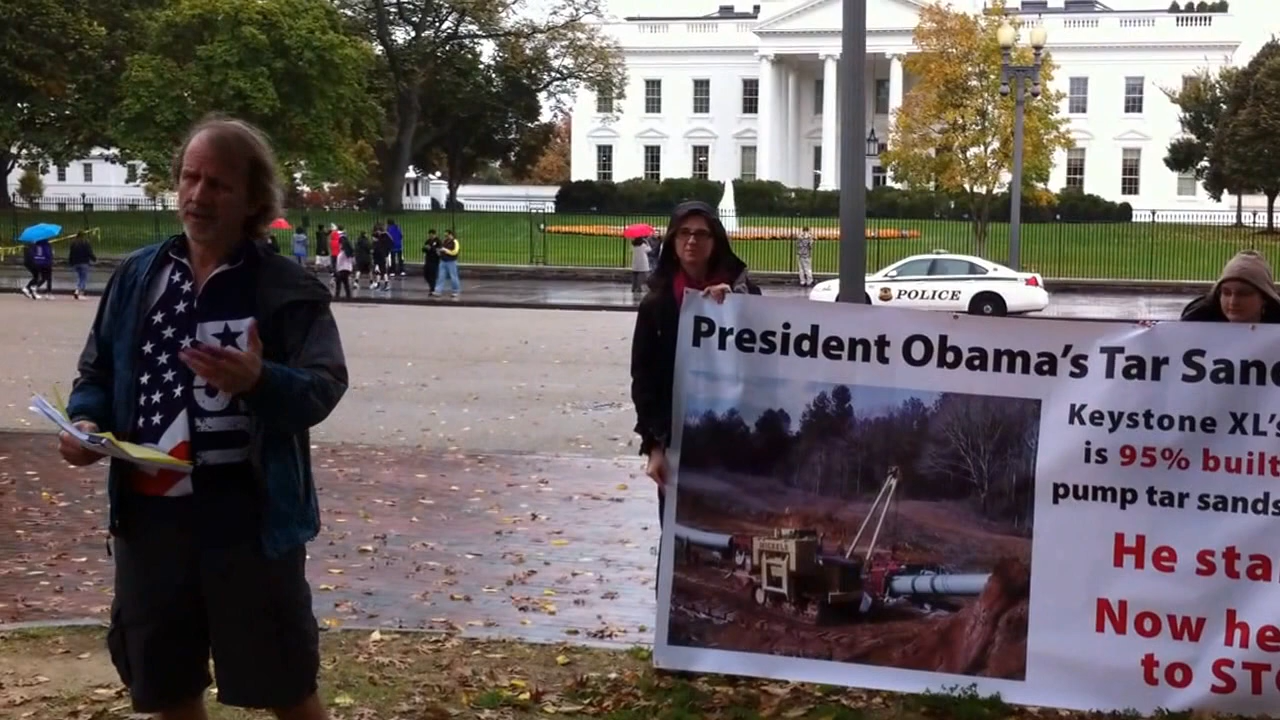 POLICE
President Obama's Tar San
Keystone XL's
is 95% built
pump tar sands
He sta
Now he
to ST